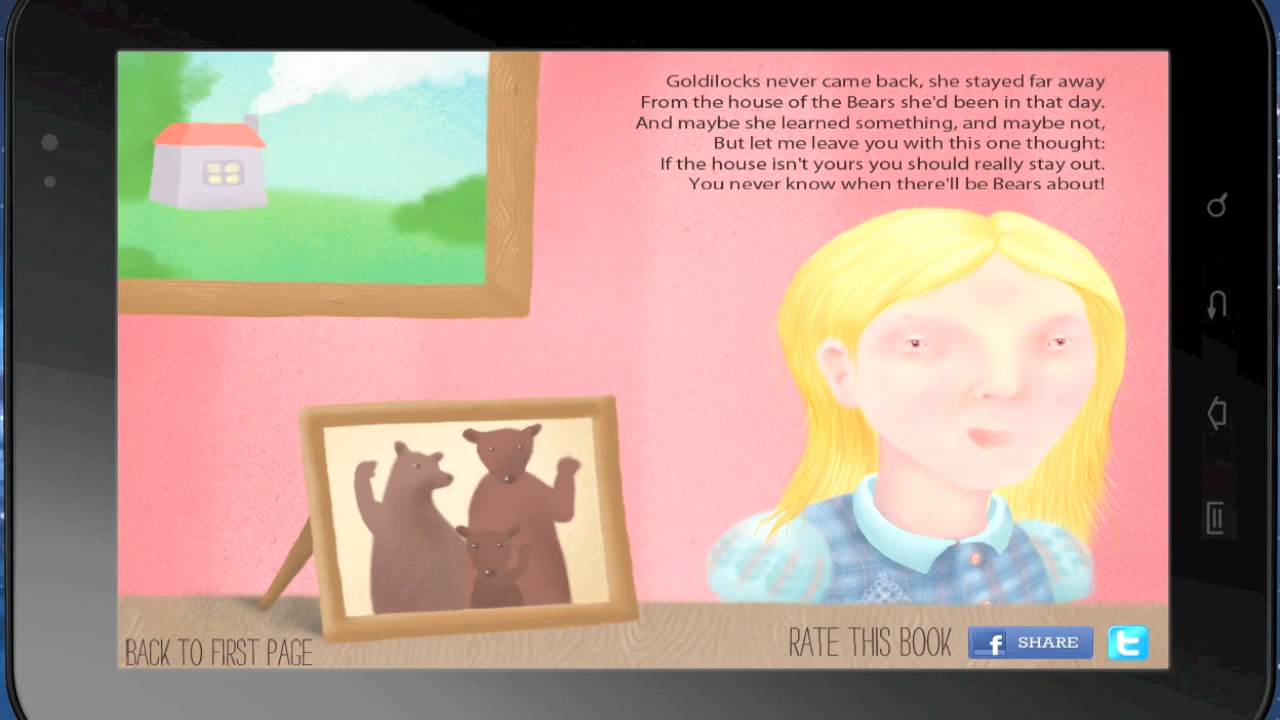 Goldilocks never came back, she stayed far away
From the house of the Bears she'd been in that day.
And maybe she learned something, and maybe not,
But let me leave you with this one thought:
If the house isn't yours you should really stay out.
You never know when there'll be Bears about!
BACK TO FIRST PAGE
RATE THIS BOOK
f SHARE
t